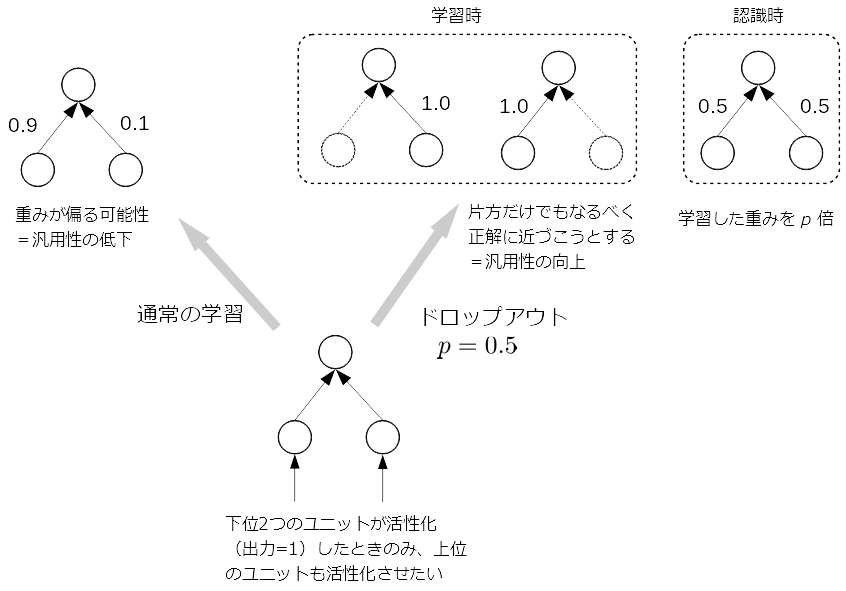 学習時
認識時
0.9
0.1
1.0
1.0
0.5
0.5
重みが偏る可能性
＝汎用性の低下
片方だけでもなるべく
正解に近づこうとする
＝汎用性の向上
学習した重みを p 倍
通常の学習
ドロップアウト
p = 0.5
下位2つのユニットが活性化
（出力=1）したときのみ、上位
のユニットも活性化させたい